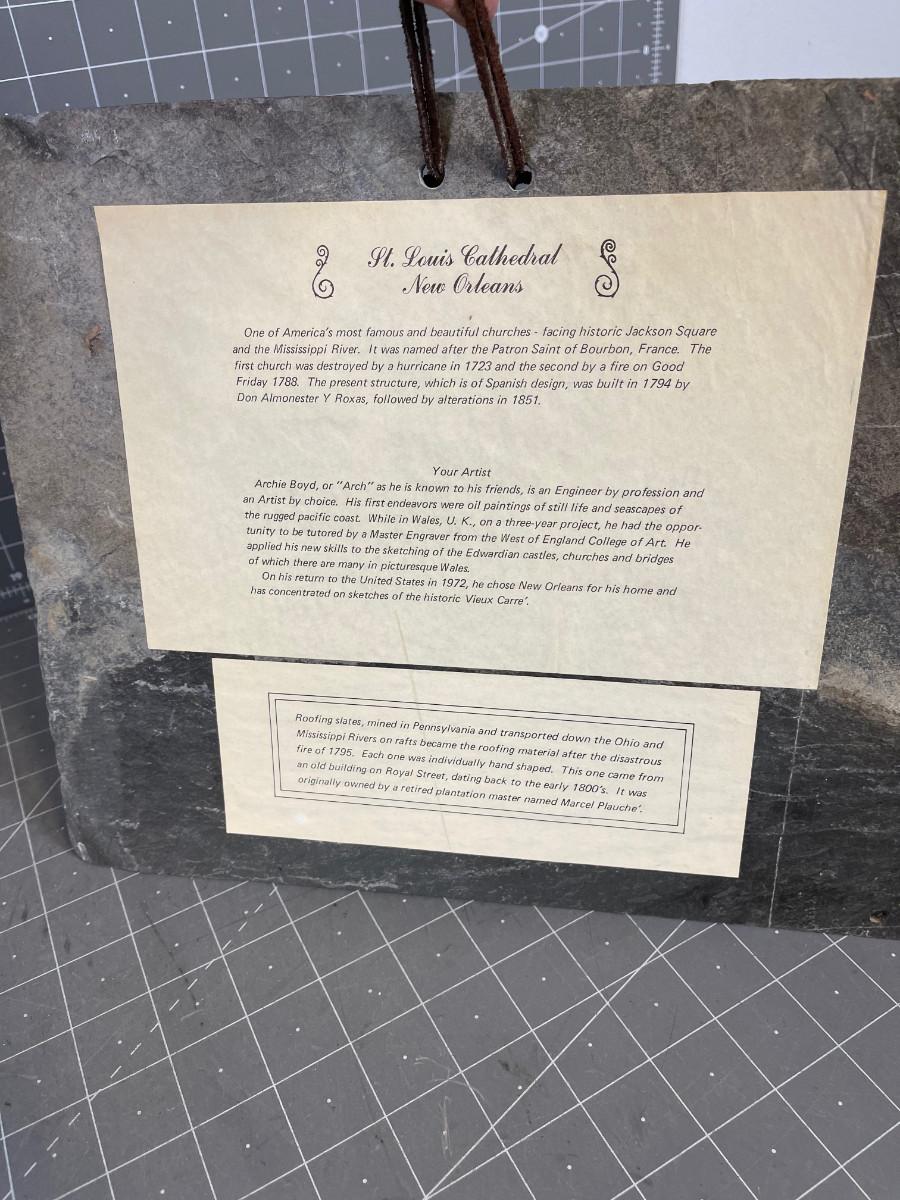 St. Louis Cathedral
New Orleans
One of America's most famous and beautiful churches - facing historic Jackson Square
and the Mississippi River. It was named after the Patron Saint of Bourbon, France. The
first church was destroyed by a hurricane in 1723 and the second by a fire on Good
Friday 1788. The present structure, which is of Spanish design, was built in 1794 by
Don Almonester Y Roxas, followed by alterations in 1851.
Your Artist
Archie Boyd, or "Arch" as he is known to his friends, is an Engineer by profession and
an Artist by choice. His first endeavors were oil paintings of still life and seascapes of
the rugged pacific coast. While in Wales, U. K., on a three-year project, he had the oppor-
tunity to be tutored by a Master Engraver from the West of England College of Art. He
applied his new skills to the sketching of the Edwardian castles, churches and bridges
of which there are many in picturesque Wales.
On his return to the United States in 1972, he chose New Orleans for his home and
has concentrated on sketches of the historic Vieux Carre'.
Roofing slates, mined in Pennsylvania and transported down the Ohio and
Mississippi Rivers on rafts became the roofing material after the disastrous
fire of 1795. Each one was individually hand shaped. This one came from
an old building on Royal Street, dating back to the early 1800's. It was
originally owned by a retired plantation master named Marcel Plauche'.